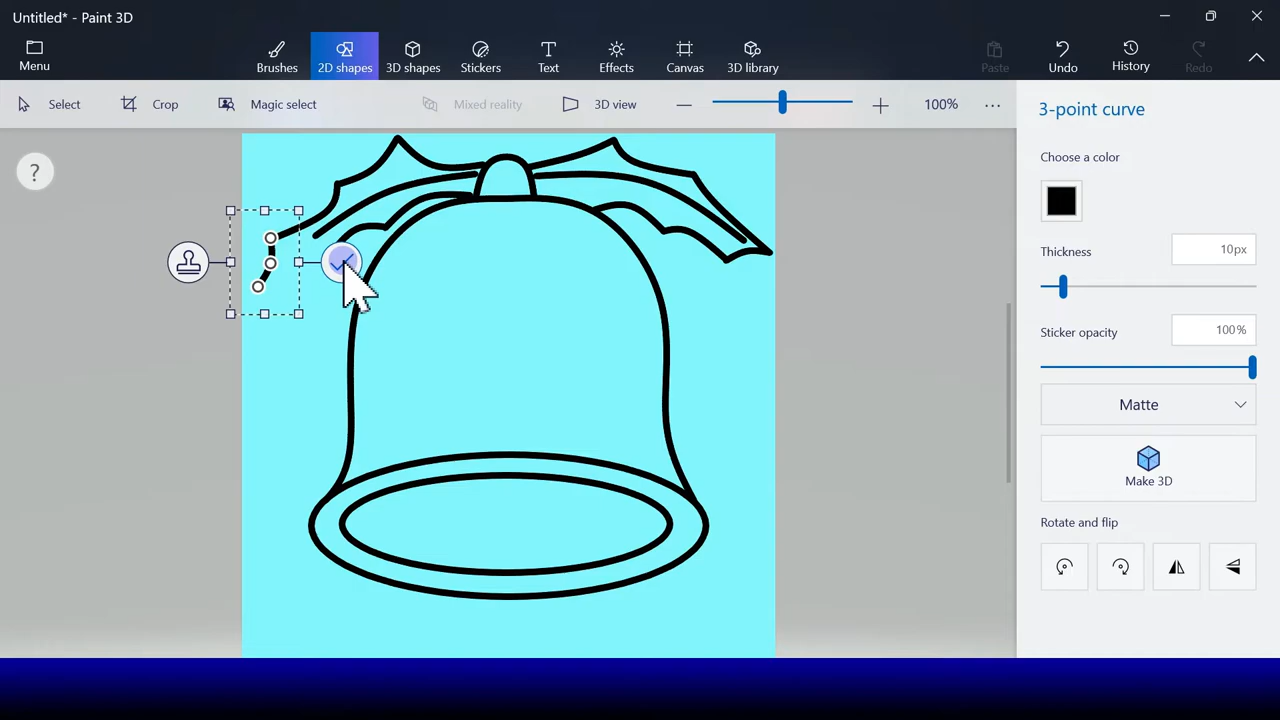 Untitled* - Paint 3D
Menu
Brushes
2D shapes
3D shapes
Stickers
Text
Effects
Canvas
3D library
Paste
Undo
History
Redo
Select
Crop
Magic select
Mixed reality
3D view
100%
?
3-point curve
Choose a color
Thickness
10px
Sticker opacity
100%
Matte
Make 3D
Rotate and flip